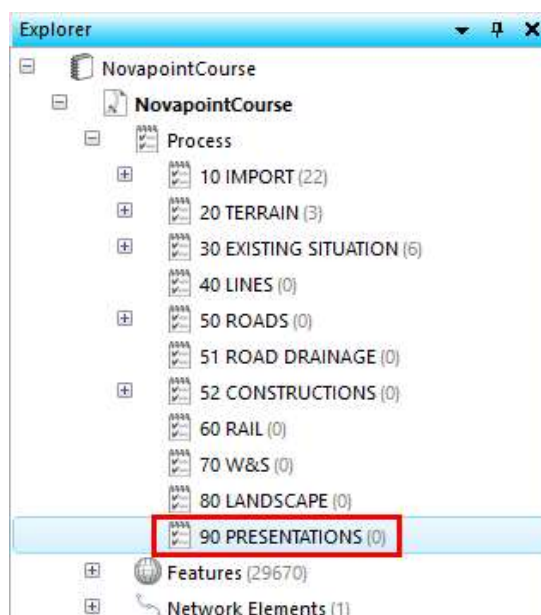 Explorer
NovapointCourse
NovapointCourse
Process
10 IMPORT (22)
20 TERRAIN (3)
30 EXISTING SITUATION (6)
40 LINES (0)
50 ROADS (0)
51 ROAD DRAINAGE (0)
52 CONSTRUCTIONS (0)
60 RAIL (0)
70 W&S (0)
80 LANDSCAPE (0)
90 PRESENTATIONS (0)
Features (29670)
Network Elements (1)